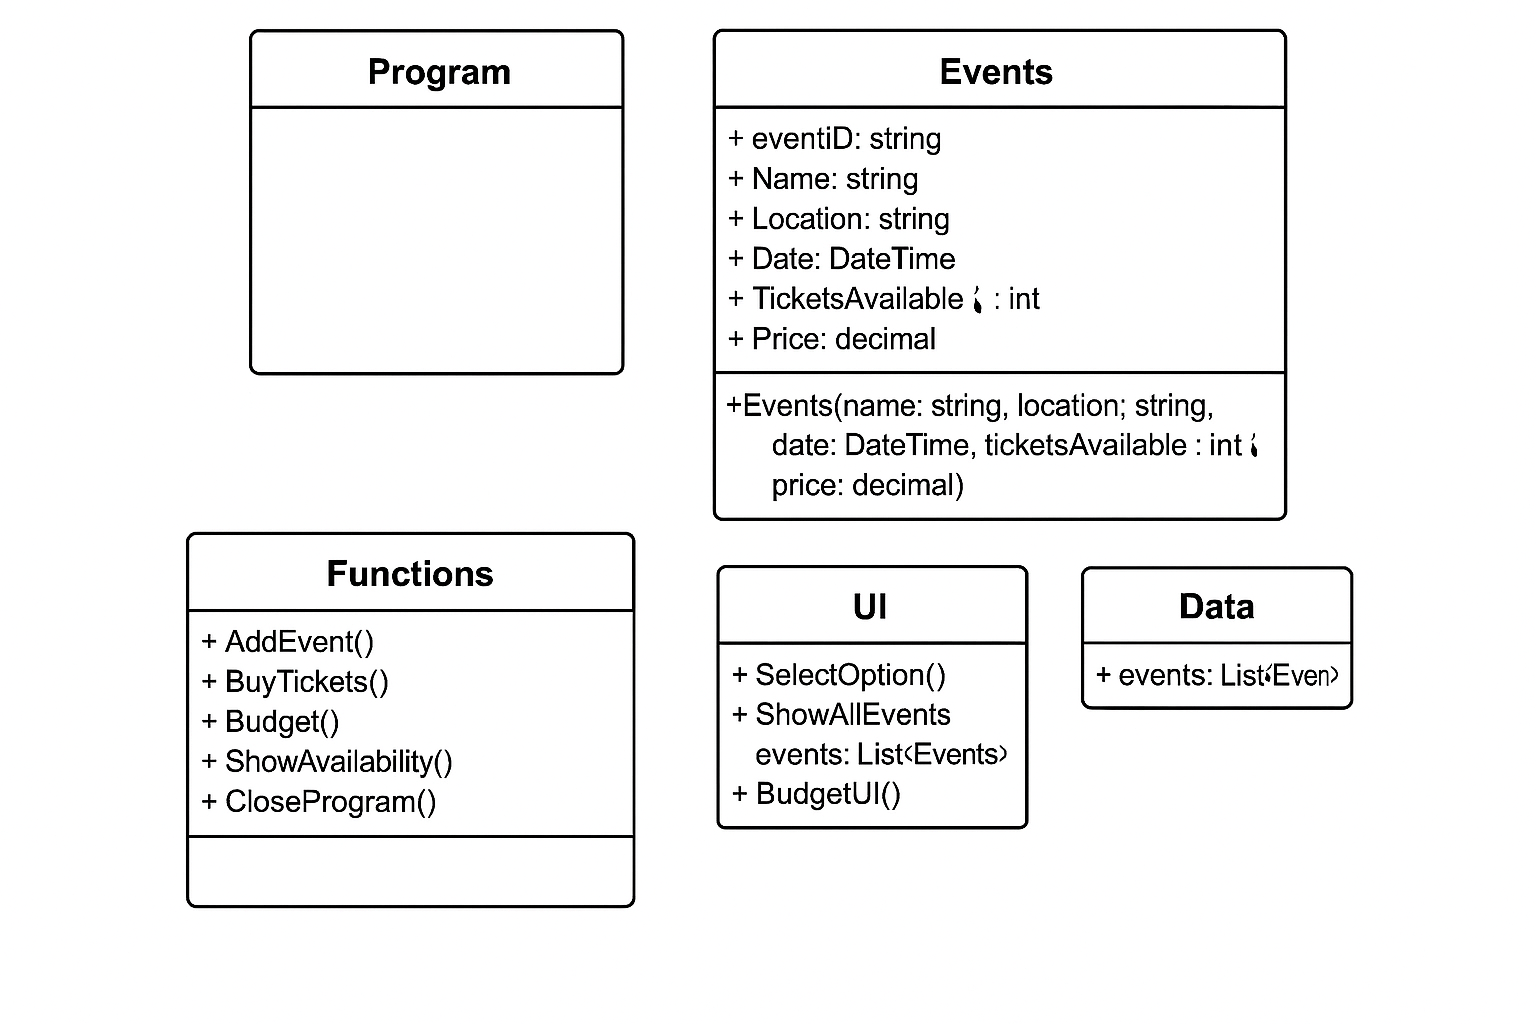 Program
Events
+ eventiD: string
+ Name: string
+ Location: string
+ Date: DateTime
+ TicketsAvailable : int
+ Price: decimal
+Events(name: string, location; string,
date: DateTime, ticketsAvailable : int
price: decimal)
Functions
+ AddEvent()
+ BuyTickets()
+ Budget()
+ ShowAvailability()
+ CloseProgram()
UI
+ SelectOption()
+ ShowAllEvents
events: List<Events>
+ BudgetUI()
Data
+ events: List<Even>